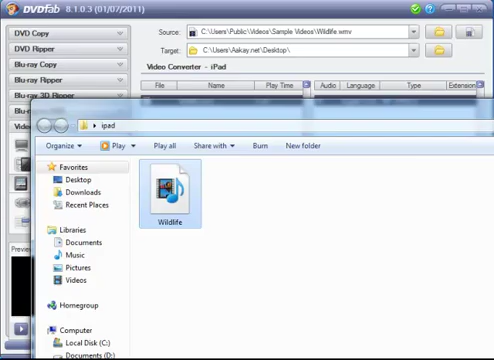 DVDFab 8.1.0.3 (01/07/2011)
DVD Copy
DVD Ripper
Blu-ray Copy
Blu-ray Ripper
Blu-ray 3D Ripper
Source: C:\Users\Public\Videos\Sample Videos\Wildlife.wmv
Target: C:\Users\Aakay.net\Desktop\
Video Converter - iPad
File Name Play Time Audio Language Type Extension
ipad
Organize Play Play all Share with Burn New folder
Favorites
Desktop
Downloads
Recent Places
Libraries
Documents
Music
Pictures
Videos
Homegroup
Computer
Local Disk (C:)
Documents (D:)
Wildlife
Previe